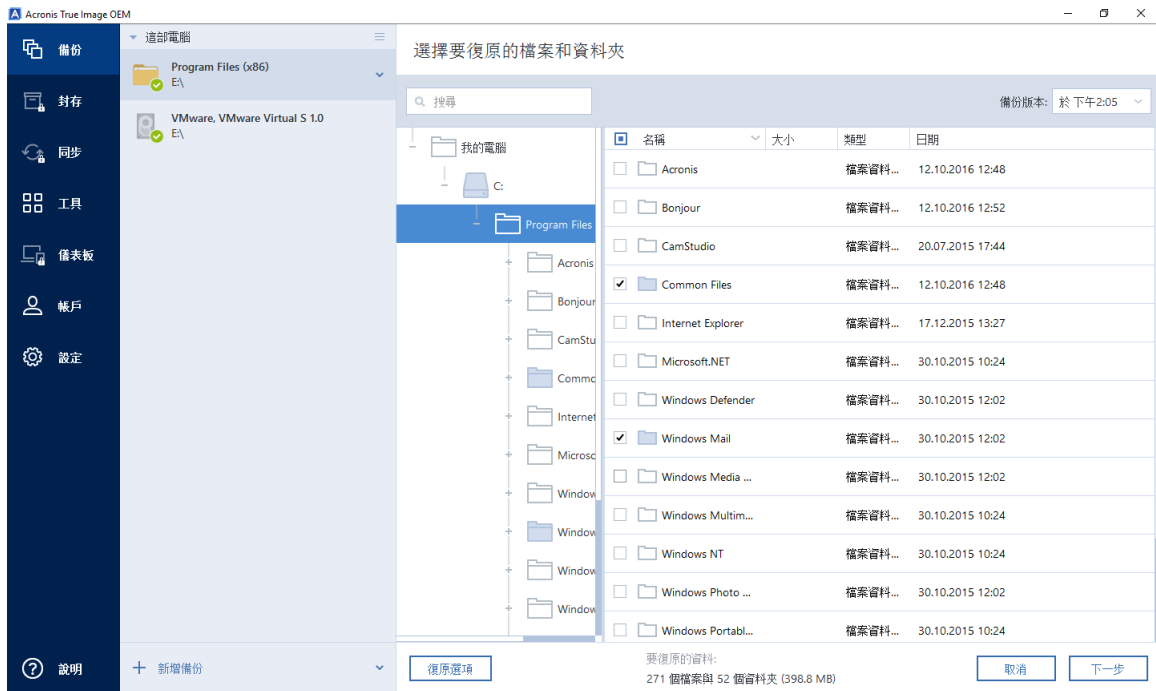 Acronis True Image OEM
備份
封存
同步
工具
儀表板
帳戶
設定
說明
這部電腦
Program Files (x86)
E:\
VMware, VMware Virtual S 1.0
E:\
新增備份
選擇要復原的檔案和資料夾
搜尋
備份版本: 於 下午2:05
我的電腦
C:
Program Files
Acronis
Bonjour
CamStu
Commo
Internet
Microso
Window
Window
Window
Window
名稱 大小 類型 日期
Acronis 檔案資料... 12.10.2016 12:48
Bonjour 檔案資料... 12.10.2016 12:52
CamStudio 檔案資料... 20.07.2015 17:44
Common Files 檔案資料... 12.10.2016 12:48
Internet Explorer 檔案資料... 17.12.2015 13:27
Microsoft.NET 檔案資料... 30.10.2015 10:24
Windows Defender 檔案資料... 30.10.2015 12:02
Windows Mail 檔案資料... 30.10.2015 12:02
Windows Media ... 檔案資料... 30.10.2015 12:02
Windows Multim... 檔案資料... 30.10.2015 10:24
Windows NT 檔案資料... 30.10.2015 10:24
Windows Photo ... 檔案資料... 30.10.2015 12:02
Windows Portabl... 檔案資料... 30.10.2015 10:24
復原選項
要復原的資料:
271 個檔案與 52 個資料夾 (398.8 MB)
取消
下一步